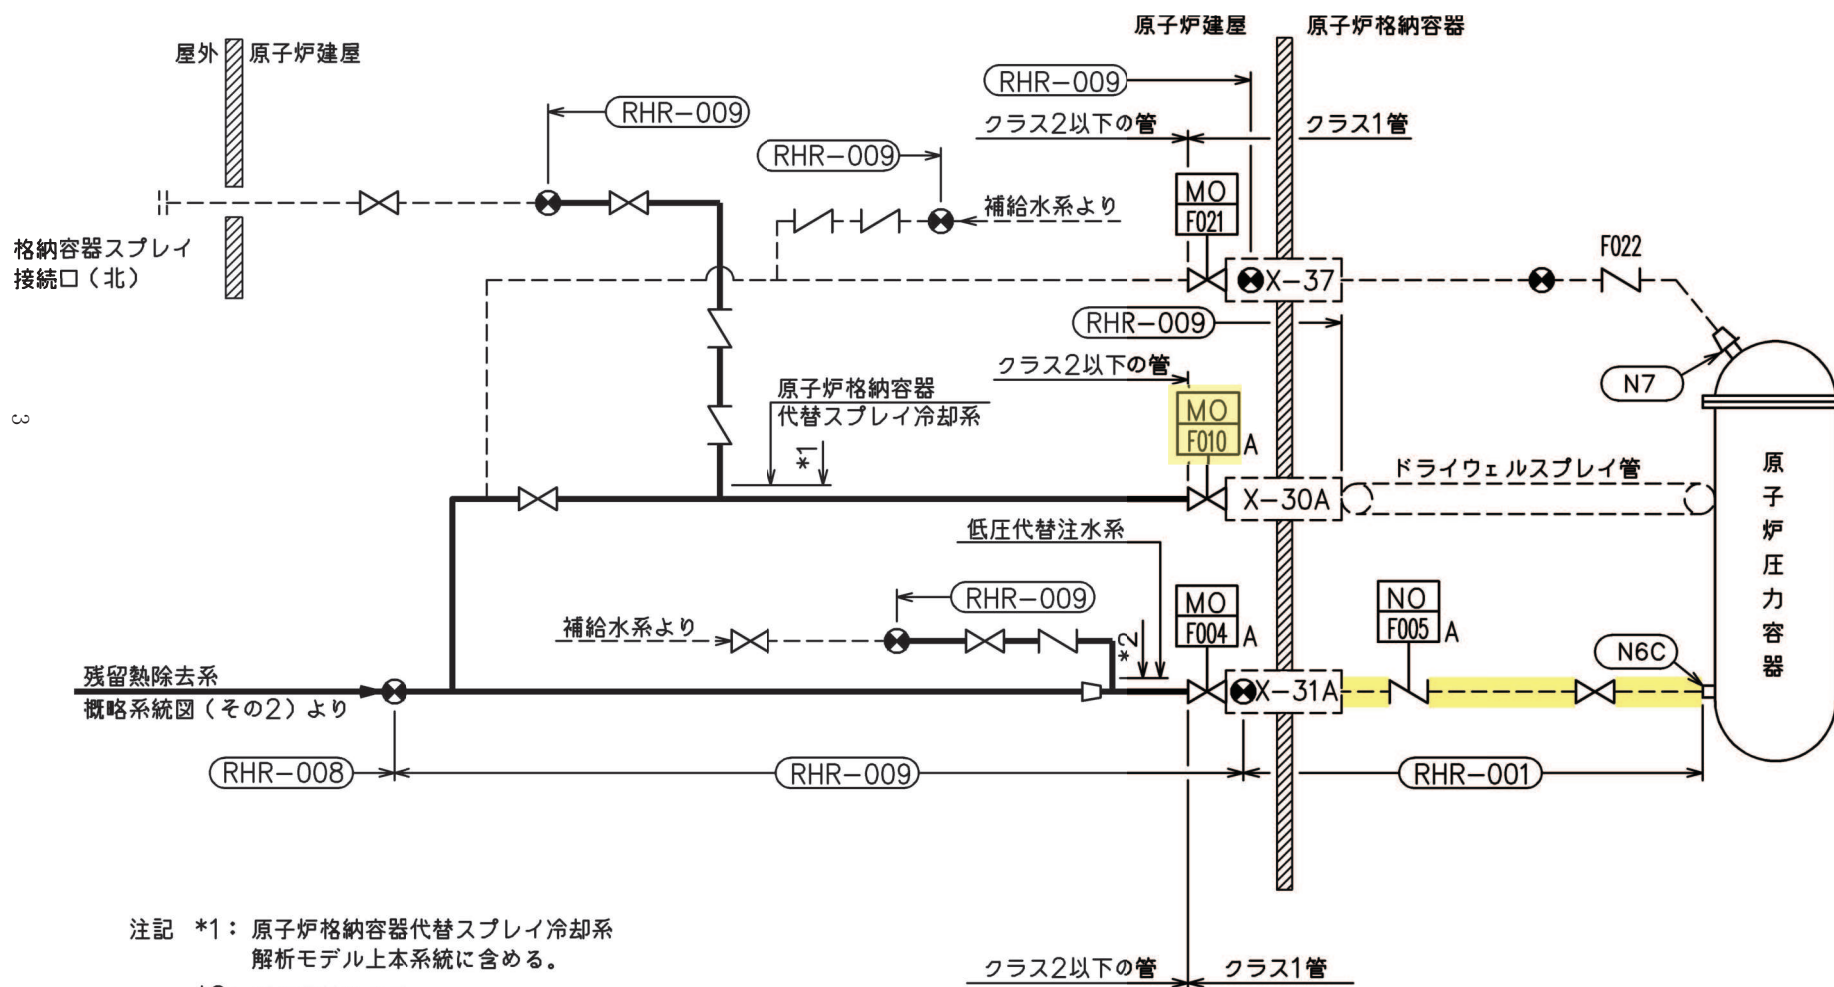 原子炉建屋
原子炉格納容器
屋外
原子炉建屋
RHR-009
RHR-009
RHR-009
クラス2以下の管
クラス1管
補給水系より
MO
F021
格納容器スプレイ
接続口(北)
X-37
F022
RHR-009
N7
クラス2以下の管
原子炉格納容器
代替スプレイ冷却系
*1
MO
F010
A
3
ドライウェルスプレイ管
X-30A
原子炉圧力容器
低圧代替注水系
RHR-009
補給水系より
*2
MO
F004
A
NO
F005
A
N6C
残留熱除去系
概略系統図(その2)より
X-31A
RHR-008
RHR-009
RHR-001
注記 *1: 原子炉格納容器代替スプレイ冷却系
解析モデル上本系統に含める。
クラス2以下の管
クラス1管